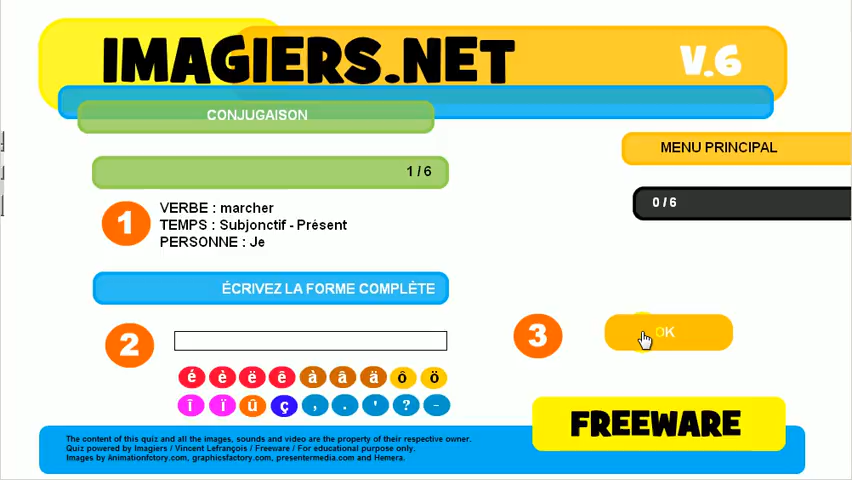 IMAGIERS.NET
V.6
CONJUGAISON
MENU PRINCIPAL
1 / 6
0 / 6
1
VERBE : marcher
TEMPS : Subjonctif - Présent
PERSONNE : Je
ÉCRIVEZ LA FORME COMPLÈTE
2
3
OK
é è ë ê à â ä ô ö
î ï û ç , . ' ? -
FREEWARE
The content of this quiz and all the images, sounds and video are the property of their respective owner.
Quiz powered by Imagiers / Vincent Lefrançois / Freeware / For educational purpose only.
Images by Animationfctory.com, graphicsfactory.com, presentermedia.com and Hemera.